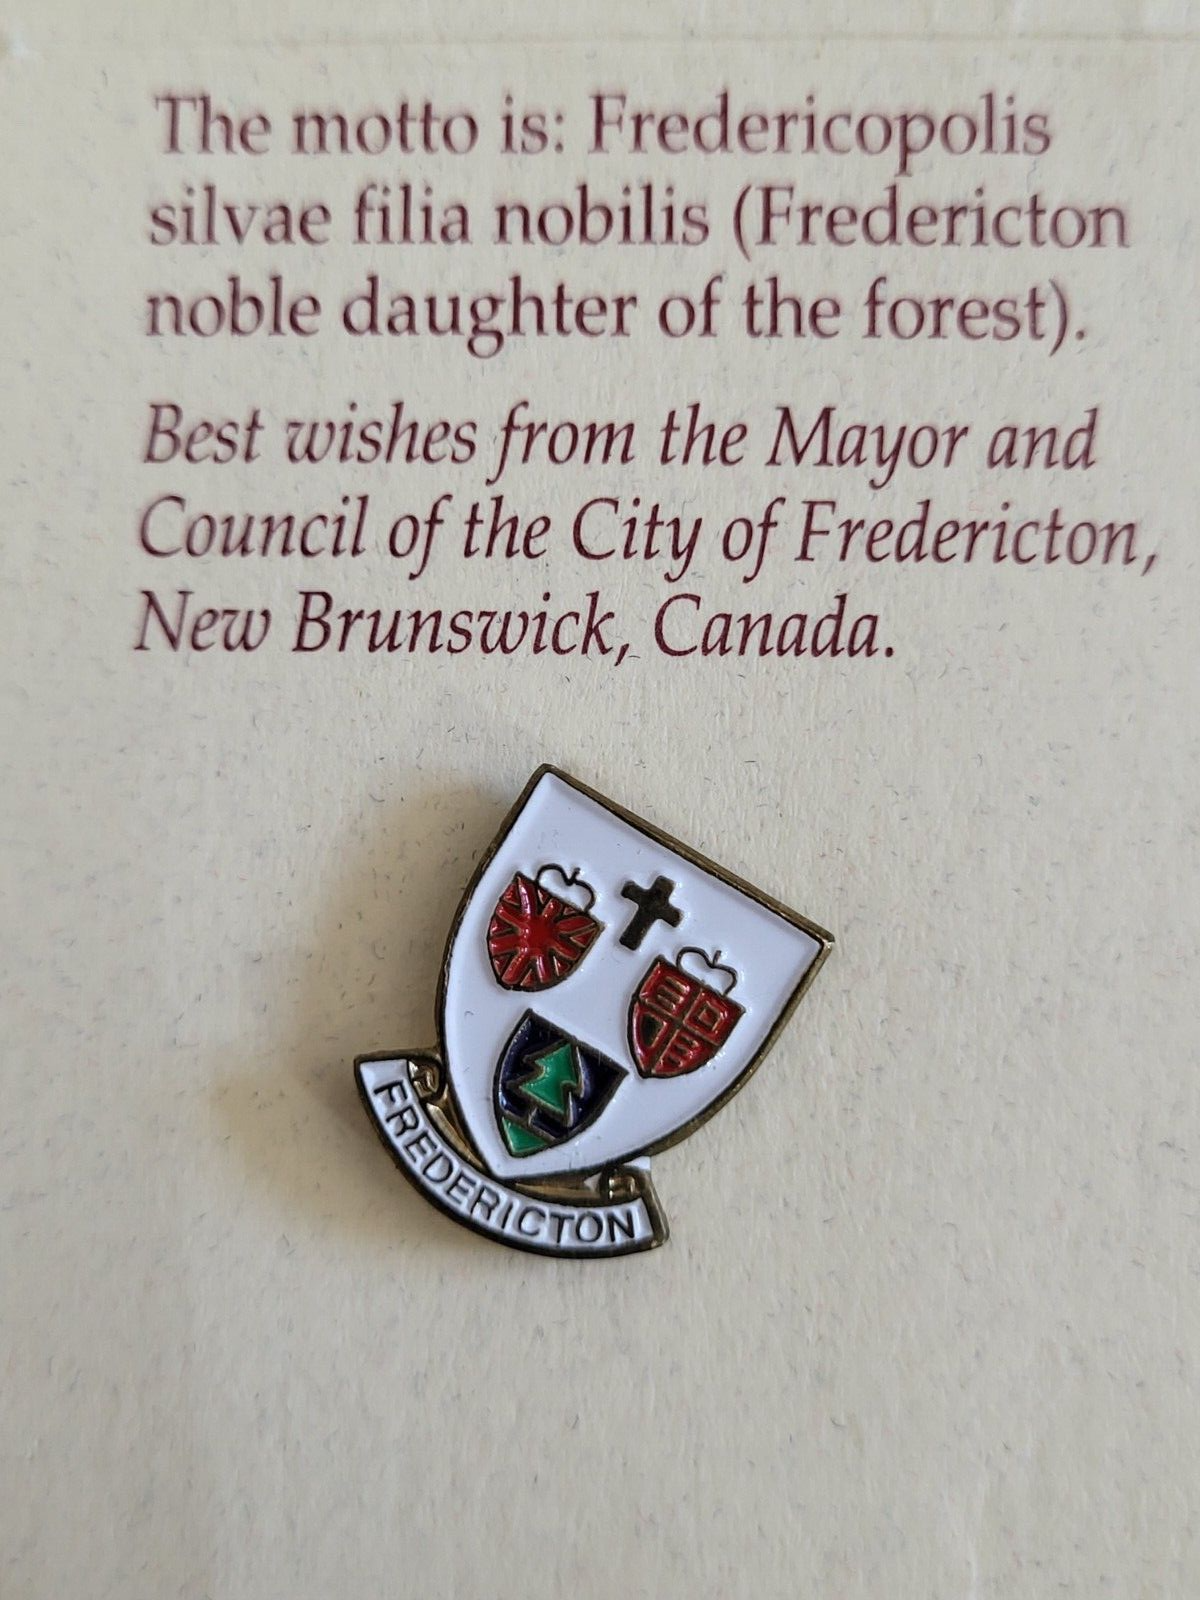 The motto is: Fredericopolis
silvae filia nobilis (Fredericton
noble daughter of the forest).
Best wishes from the Mayor and
Council of the City of Fredericton,
New Brunswick, Canada.
FREDERICTON